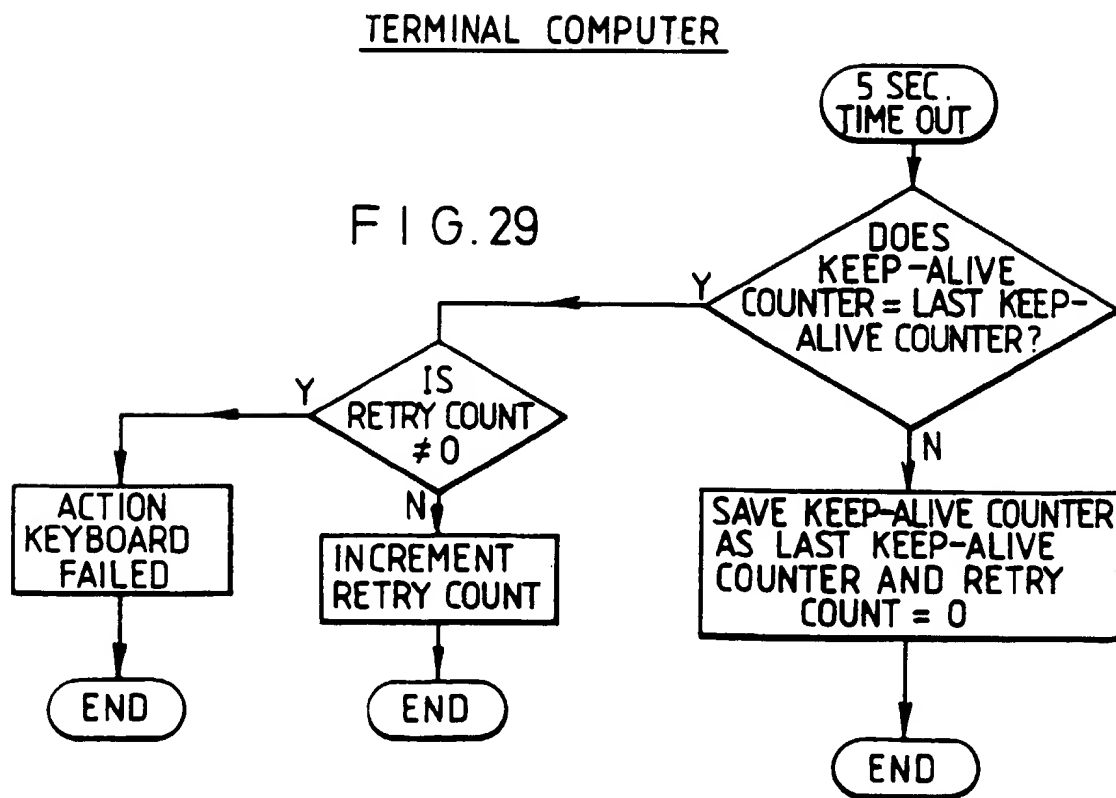 TERMINAL COMPUTER
5 SEC.
TIME OUT
FIG.29
DOES
KEEP-ALIVE
COUNTER = LAST KEEP-
ALIVE COUNTER?
Y
N
IS
RETRY COUNT
≠ 0
Y
N
ACTION
KEYBOARD
FAILED
INCREMENT
RETRY COUNT
SAVE KEEP-ALIVE COUNTER
AS LAST KEEP-ALIVE
COUNTER AND RETRY
COUNT = 0
END
END
END